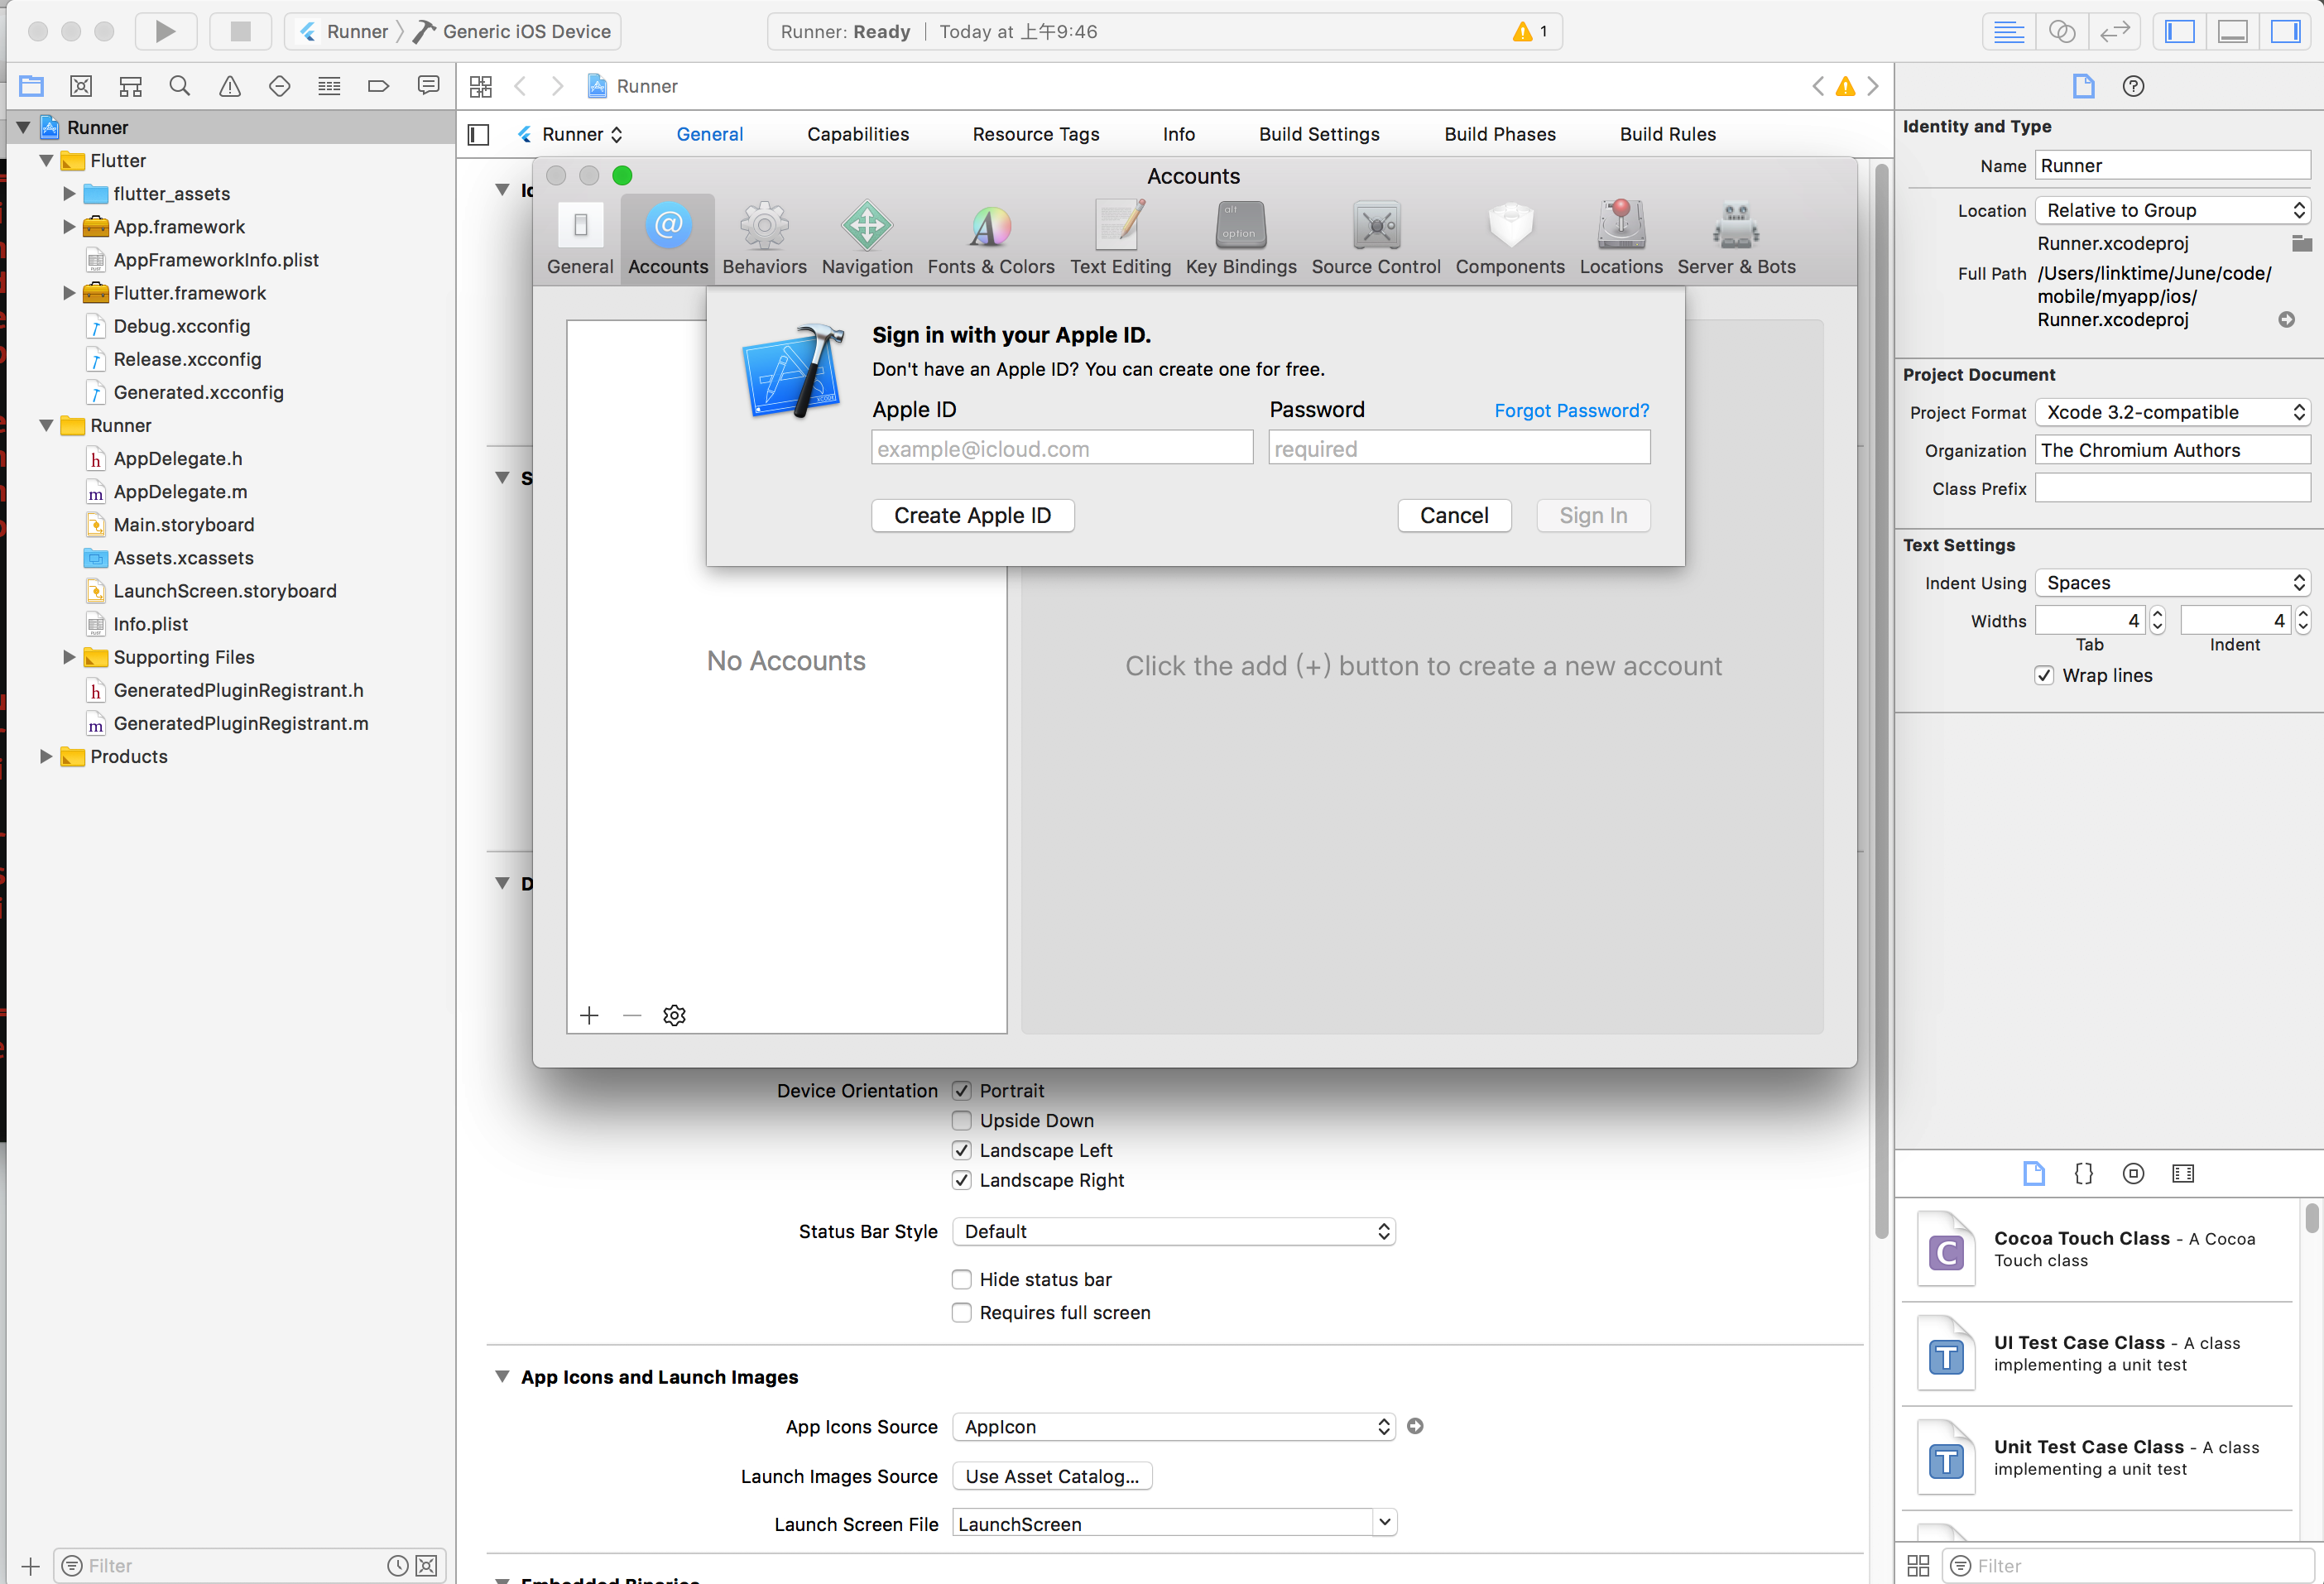 Runner
Generic iOS Device
Runner: Ready
Today at 上午9:46
1
Runner
Runner
Flutter
flutter_assets
App.framework
AppFrameworkInfo.plist
Flutter.framework
Debug.xcconfig
Release.xcconfig
Generated.xcconfig
Runner
AppDelegate.h
AppDelegate.m
Main.storyboard
Assets.xcassets
LaunchScreen.storyboard
Info.plist
Supporting Files
GeneratedPluginRegistrant.h
GeneratedPluginRegistrant.m
Products
Filter
Runner
General
Capabilities
Resource Tags
Info
Build Settings
Build Phases
Build Rules
Accounts
General
Accounts
Behaviors
Navigation
Fonts & Colors
Text Editing
alt
option
Key Bindings
Source Control
Components
Locations
Server & Bots
Sign in with your Apple ID.
Don't have an Apple ID? You can create one for free.
Apple ID
Password
Forgot Password?
example@icloud.com
required
Create Apple ID
Cancel
Sign In
No Accounts
Click the add (+) button to create a new account
S
D
Device Orientation
Portrait
Upside Down
Landscape Left
Landscape Right
Status Bar Style
Default
Hide status bar
Requires full screen
App Icons and Launch Images
App Icons Source
AppIcon
Launch Images Source
Use Asset Catalog...
Launch Screen File
LaunchScreen
Embedded Binaries
Identity and Type
Name
Runner
Location
Relative to Group
Runner.xcodeproj
Full Path
/Users/linktime/June/code/
mobile/myapp/ios/
Runner.xcodeproj
Project Document
Project Format
Xcode 3.2-compatible
Organization
The Chromium Authors
Class Prefix
Text Settings
Indent Using
Spaces
Widths
4
4
Tab
Indent
Wrap lines
Cocoa Touch Class - A Cocoa
Touch class
UI Test Case Class - A class
implementing a unit test
Unit Test Case Class - A class
implementing a unit test
Filter